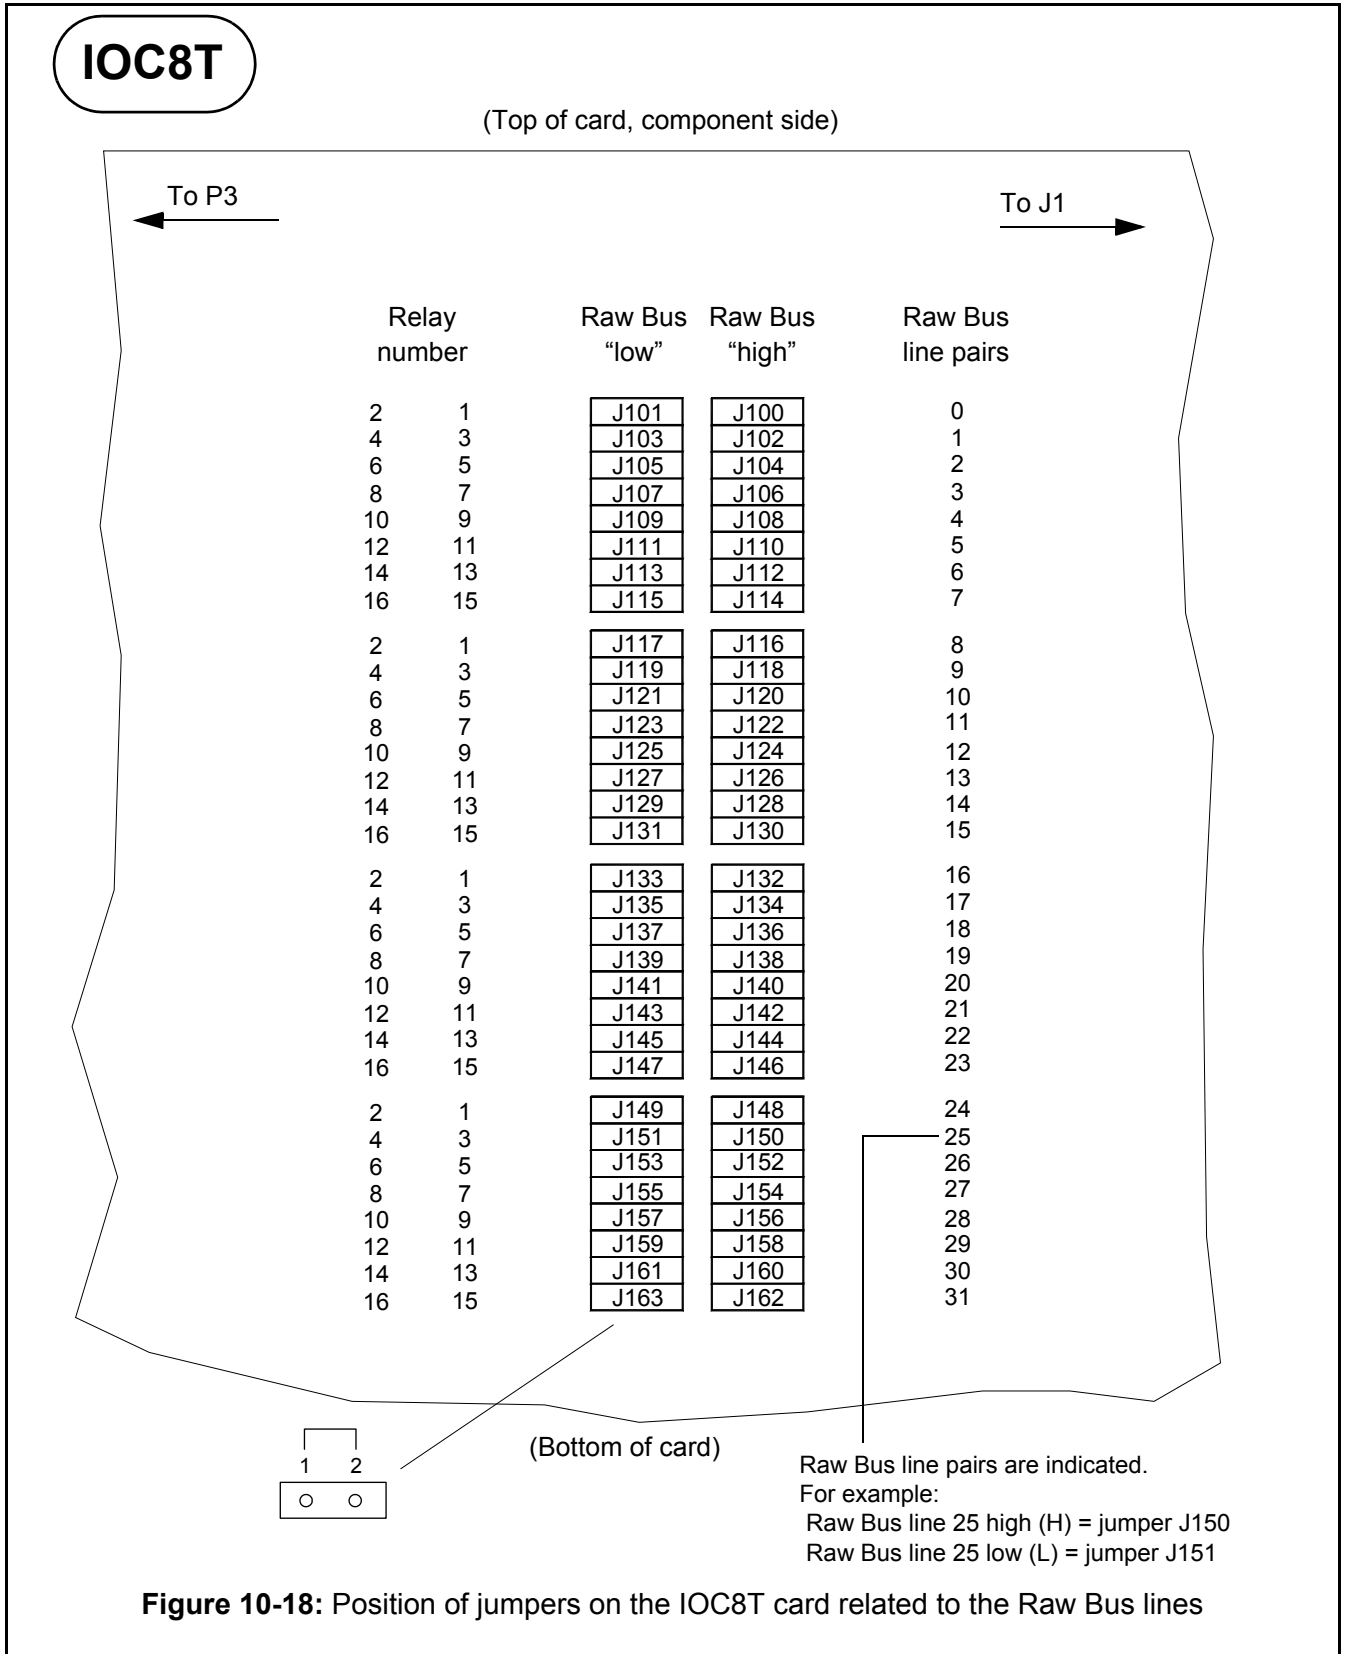 IOC8T
(Top of card, component side)
To P3
To J1
Relay number
Raw Bus "low"
Raw Bus "high"
Raw Bus line pairs
2 1 J101 J100 0
4 3 J103 J102 1
6 5 J105 J104 2
8 7 J107 J106 3
10 9 J109 J108 4
12 11 J111 J110 5
14 13 J113 J112 6
16 15 J115 J114 7
2 1 J117 J116 8
4 3 J119 J118 9
6 5 J121 J120 10
8 7 J123 J122 11
10 9 J125 J124 12
12 11 J127 J126 13
14 13 J129 J128 14
16 15 J131 J130 15
2 1 J133 J132 16
4 3 J135 J134 17
6 5 J137 J136 18
8 7 J139 J138 19
10 9 J141 J140 20
12 11 J143 J142 21
14 13 J145 J144 22
16 15 J147 J146 23
2 1 J149 J148 24
4 3 J151 J150 25
6 5 J153 J152 26
8 7 J155 J154 27
10 9 J157 J156 28
12 11 J159 J158 29
14 13 J161 J160 30
16 15 J163 J162 31
(Bottom of card)
1 2
Raw Bus line pairs are indicated.
For example:
Raw Bus line 25 high (H) = jumper J150
Raw Bus line 25 low (L) = jumper J151
Figure 10-18: Position of jumpers on the IOC8T card related to the Raw Bus lines